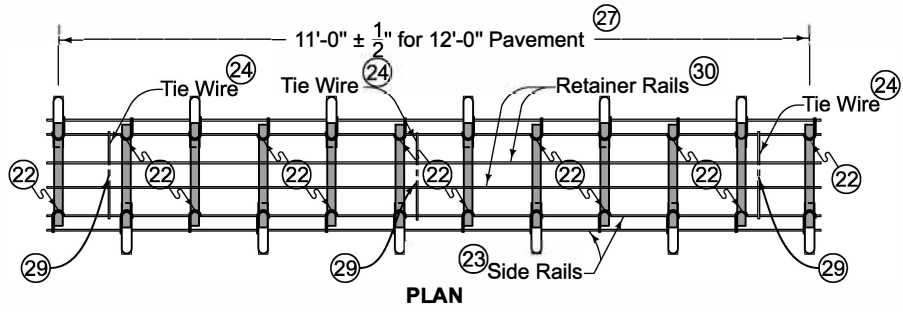 11'-0" ± 1/2" for 12'-0" Pavement 27
Tie Wire 24 Tie Wire 24 Retainer Rails 30 Tie Wire 24
22 22 22 22 22 22 22
29 29 23 Side Rails 29
PLAN